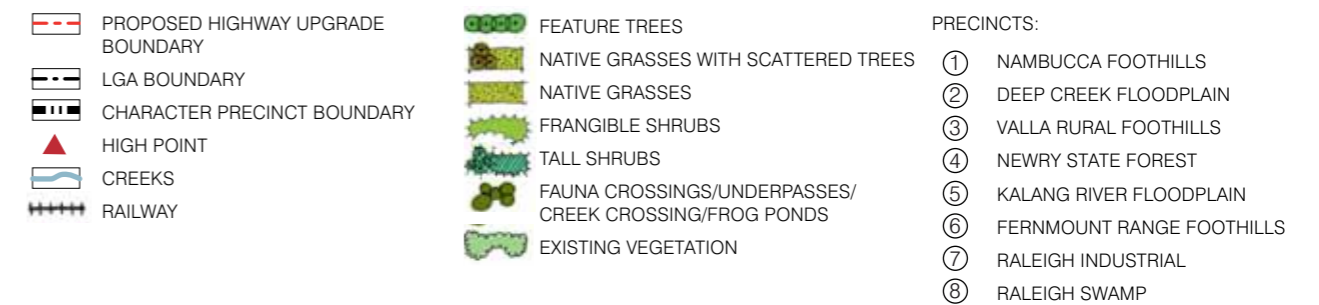 PROPOSED HIGHWAY UPGRADE
BOUNDARY
LGA BOUNDARY
CHARACTER PRECINCT BOUNDARY
HIGH POINT
CREEKS
RAILWAY
FEATURE TREES
NATIVE GRASSES WITH SCATTERED TREES
NATIVE GRASSES
FRANGIBLE SHRUBS
TALL SHRUBS
FAUNA CROSSINGS/UNDERPASSES/
CREEK CROSSING/FROG PONDS
EXISTING VEGETATION
PRECINCTS:
1 NAMBUCCA FOOTHILLS
2 DEEP CREEK FLOODPLAIN
3 VALLA RURAL FOOTHILLS
4 NEWRY STATE FOREST
5 KALANG RIVER FLOODPLAIN
6 FERNMOUNT RANGE FOOTHILLS
7 RALEIGH INDUSTRIAL
8 RALEIGH SWAMP